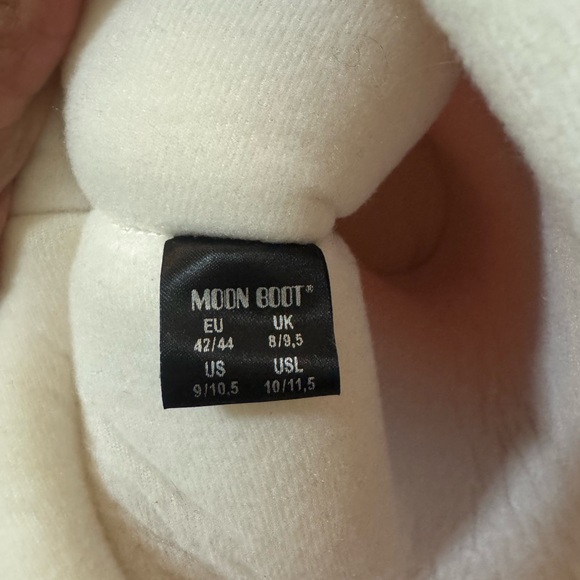 MOON BOOT®
EU UK
42/44 8/9,5
US USL
9/10,5 10/11,5